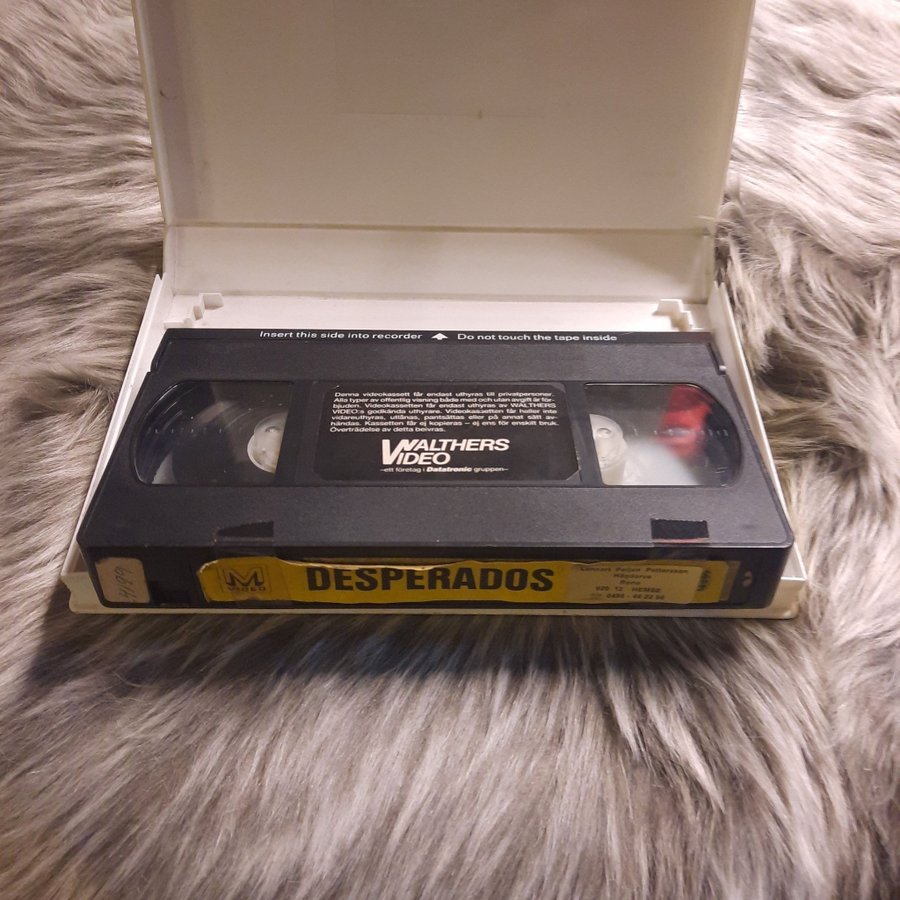 Insert this side into recorder Do not touch the tape inside
Denna videokassett får endast uthyras till privatpersoner.
Alla typer av offentlig visning både med och utan avgift är för-
bjuden. Videokassetten får endast uthyras av WALTHERS
VIDEO:s godkända uthyrare. Videokassetten får heller inte
vidareuthyras, utlånas, pantsättas eller på annat sätt av-
händas. Kassetten får ej kopieras – ej ens för enskilt bruk.
Överträdelse av detta beivras.
WALTHERS
VIDEO
–ett företag i Datatronic gruppen–
M
VIDEO
DESPERADOS
Pettersson
HEMSE